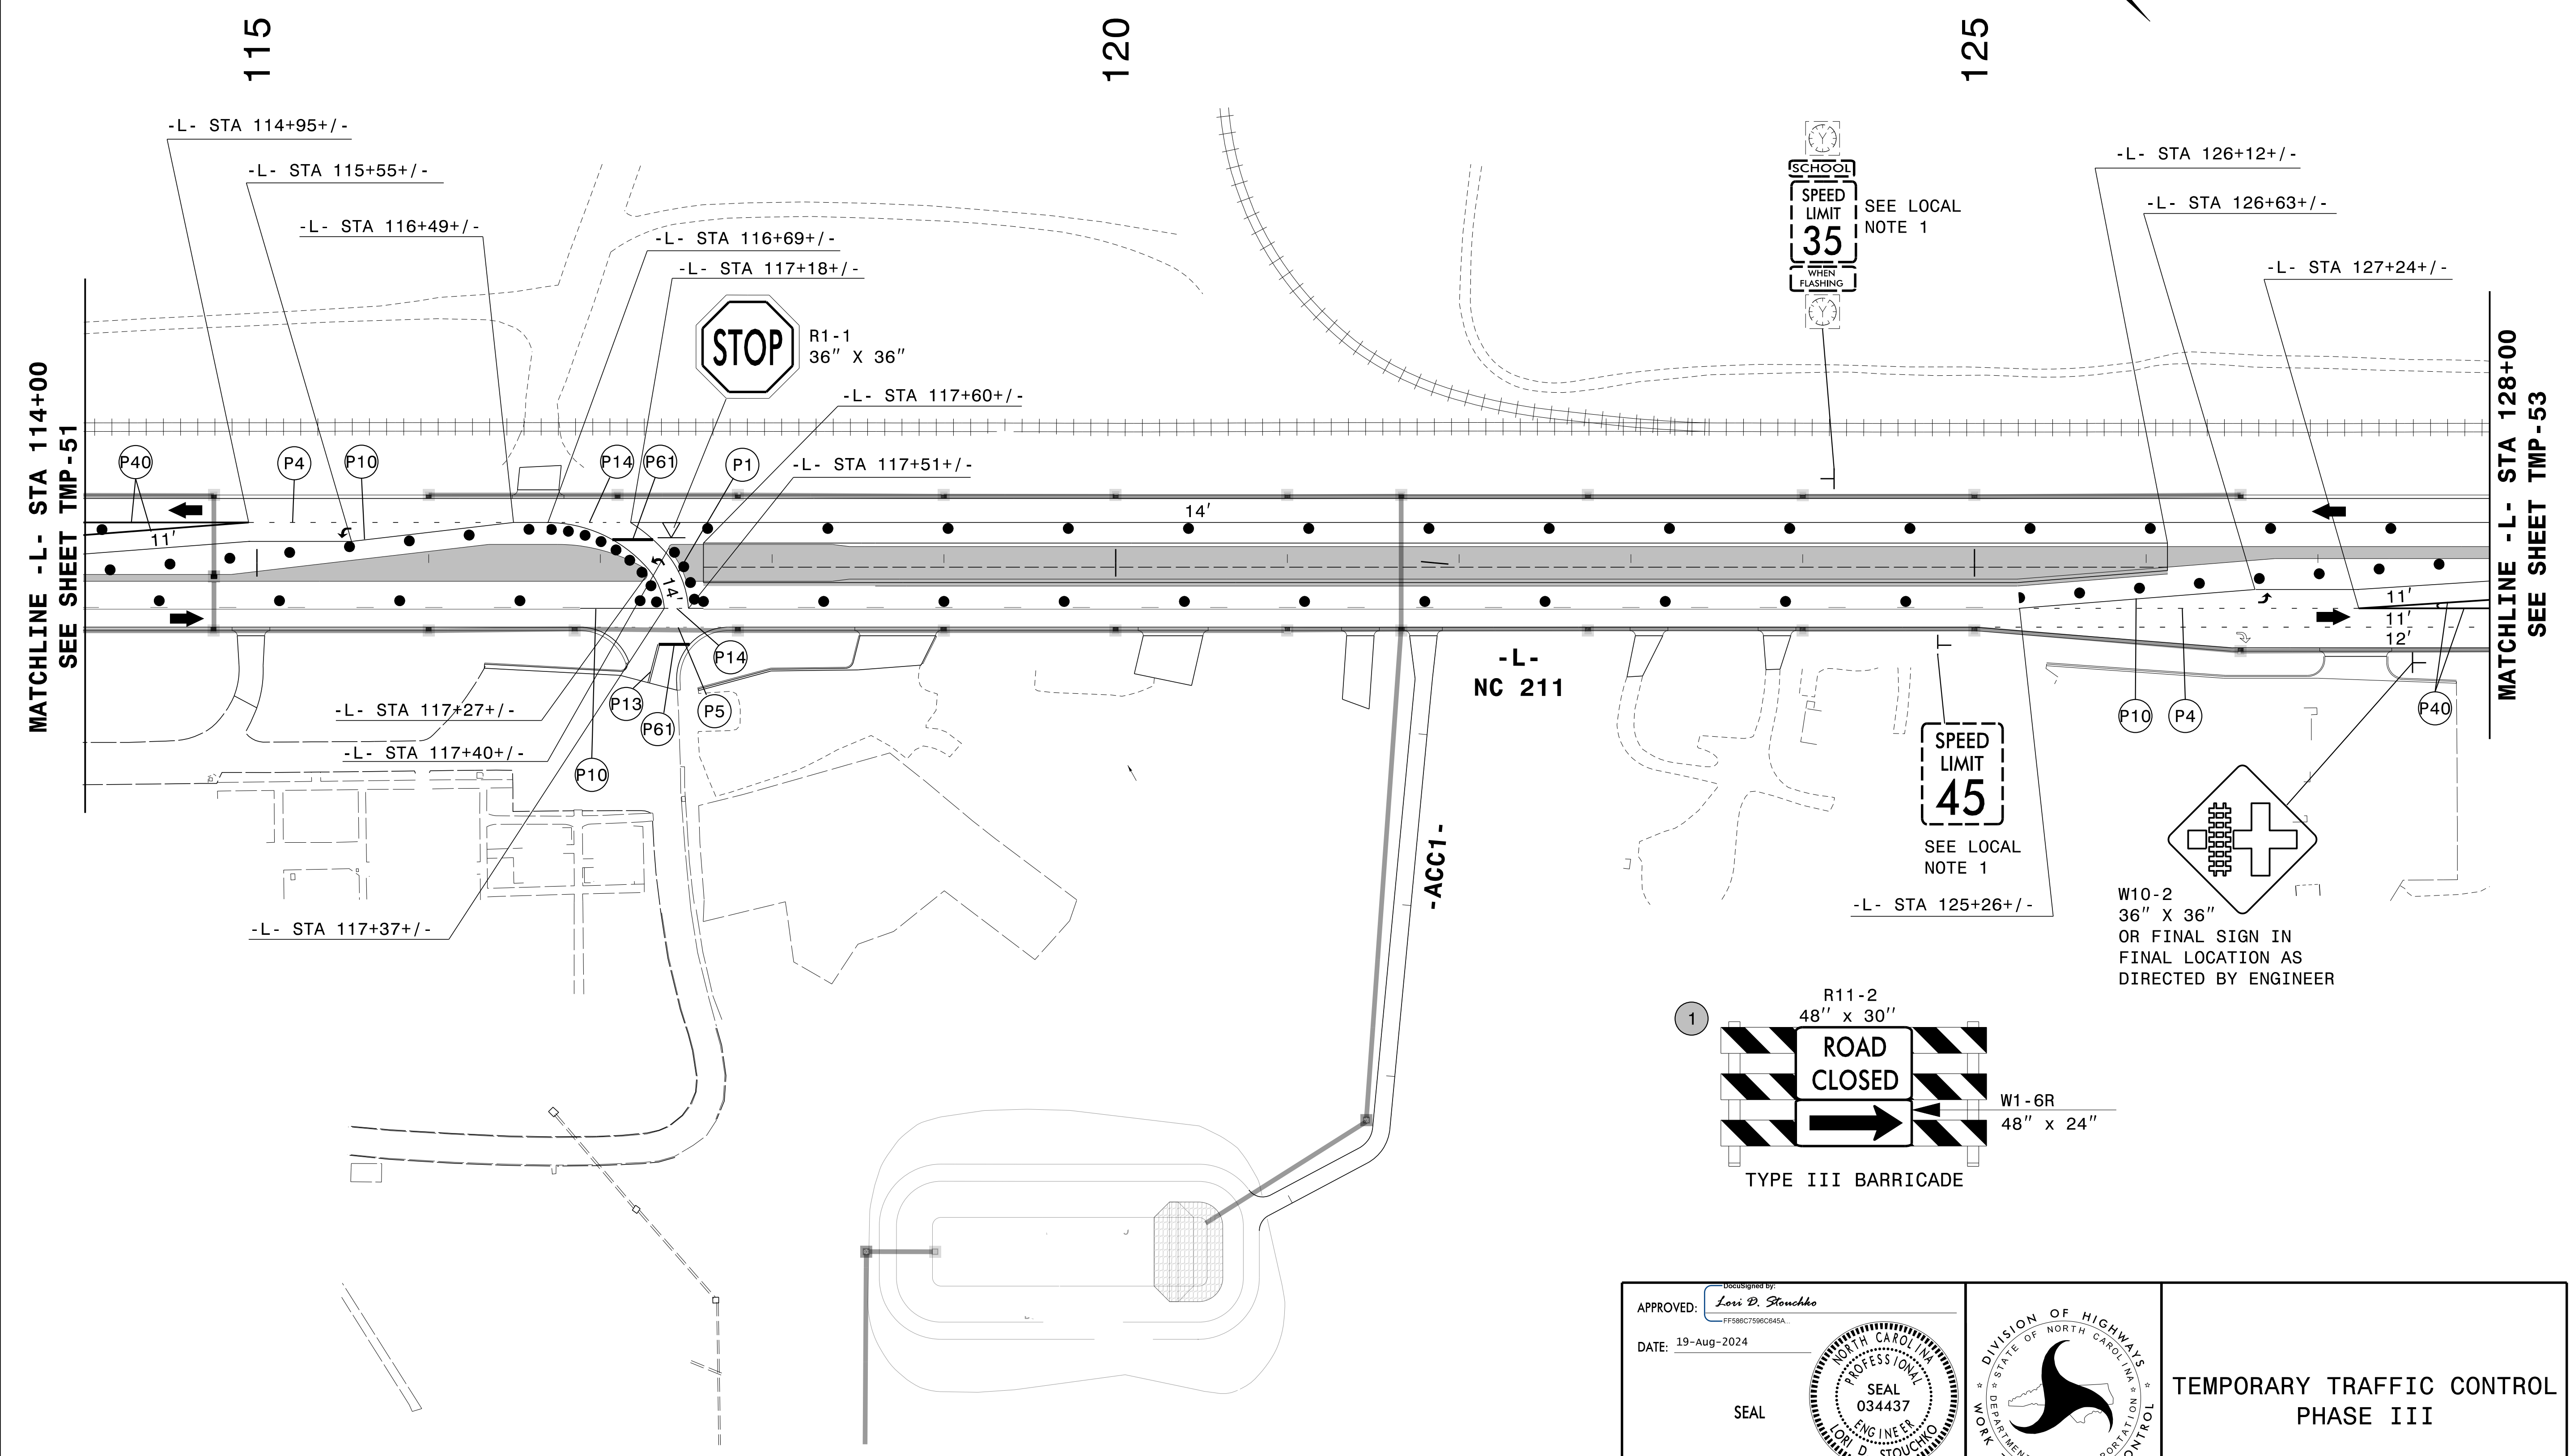 115
120
125
-L- STA 114+95+/-
-L- STA 115+55+/-
-L- STA 116+49+/-
-L- STA 116+69+/-
-L- STA 117+18+/-
STOP
R1-1
36" X 36"
-L- STA 117+60+/-
-L- STA 117+51+/-
SCHOOL
SPEED
LIMIT
35
WHEN
FLASHING
SEE LOCAL
NOTE 1
-L- STA 126+12+/-
-L- STA 126+63+/-
-L- STA 127+24+/-
MATCHLINE -L- STA 114+00
SEE SHEET TMP-51
MATCHLINE -L- STA 128+00
SEE SHEET TMP-53
P40
P4
P10
P14
P61
P1
11'
14'
14'
11'
11'
12'
P14
P13
P61
P5
P10
-L- STA 117+27+/-
-L- STA 117+40+/-
-L- STA 117+37+/-
-L-
NC 211
-ACC1-
SPEED
LIMIT
45
SEE LOCAL
NOTE 1
-L- STA 125+26+/-
P10
P4
P40
W10-2
36" X 36"
OR FINAL SIGN IN
FINAL LOCATION AS
DIRECTED BY ENGINEER
1
R11-2
48" x 30"
ROAD
CLOSED
W1-6R
48" x 24"
TYPE III BARRICADE
APPROVED:
DocuSigned by:
Lori D. Stouchko
FF586C7596C645A...
DATE: 19-Aug-2024
SEAL
NORTH CAROLINA
PROFESSIONAL
SEAL
034437
ENGINEER
LORI D. STOUCHKO
DIVISION OF HIGHWAYS
STATE OF NORTH CAROLINA
WORK
TEMPORARY TRAFFIC CONTROL
PHASE III